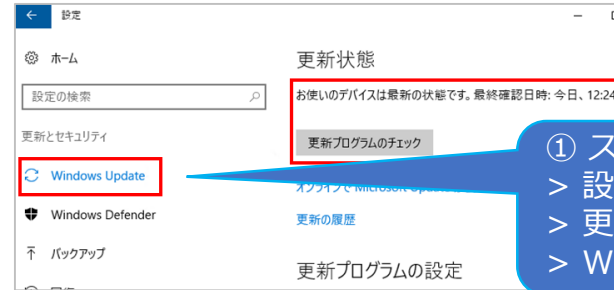 設定
ホーム
設定の検索
更新とセキュリティ
Windows Update
Windows Defender
バックアップ
更新状態
お使いのデバイスは最新の状態です。最終確認日時: 今日、12:24
更新プログラムのチェック
更新の履歴
更新プログラムの設定
① ス
> 設
> 更
> W